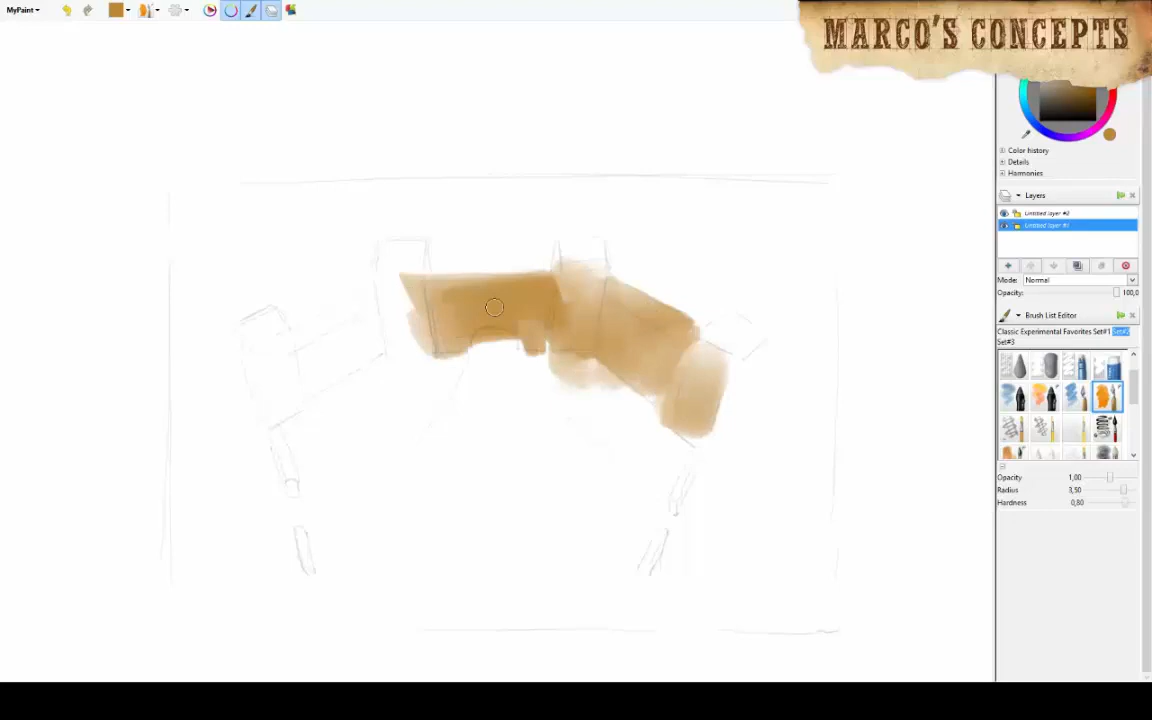 MyPaint
MARCO'S CONCEPTS
Color history
Details
Harmonies
Layers
Untitled layer #2
Untitled layer #1
Mode: Normal
Opacity: 100,0
Brush List Editor
Classic Experimental Favorites Set#1 Set#2
Set#3
Opacity 1,00
Radius 3,50
Hardness 0,80